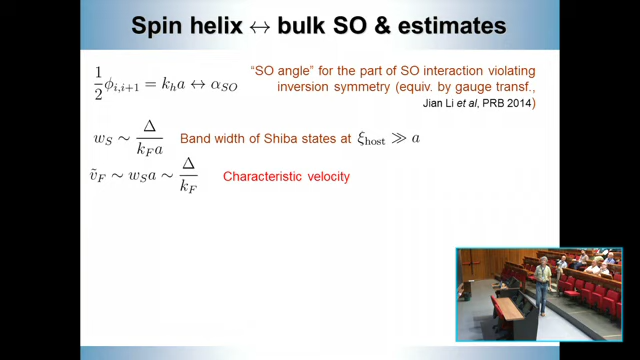 Spin helix ↔ bulk SO & estimates
1/2 ϕ_{i,i+1} = k_h a ↔ α_{SO}
"SO angle" for the part of SO interaction violating
inversion symmetry (equiv. by gauge transf.,
Jian Li et al, PRB 2014)
w_S ∼ Δ/(k_F a) Band width of Shiba states at ξ_host ≫ a
ṽ_F ∼ w_S a ∼ Δ/k_F Characteristic velocity